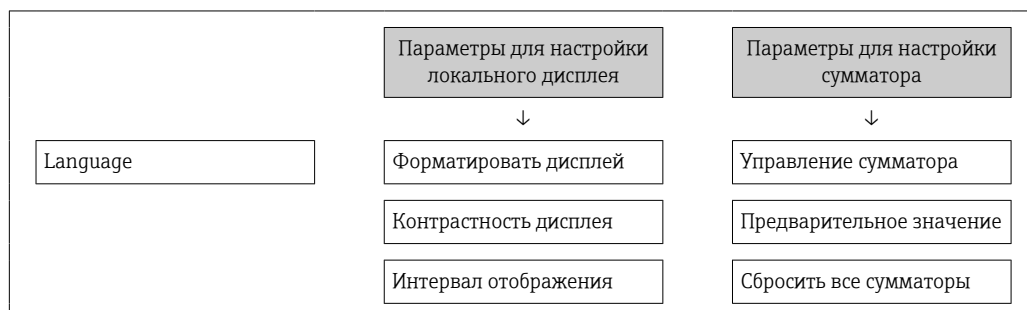 Параметры для настройки
локального дисплея
Параметры для настройки
сумматора
↓
↓
Language
Форматировать дисплей
Управление сумматора
Контрастность дисплея
Предварительное значение
Интервал отображения
Сбросить все сумматоры